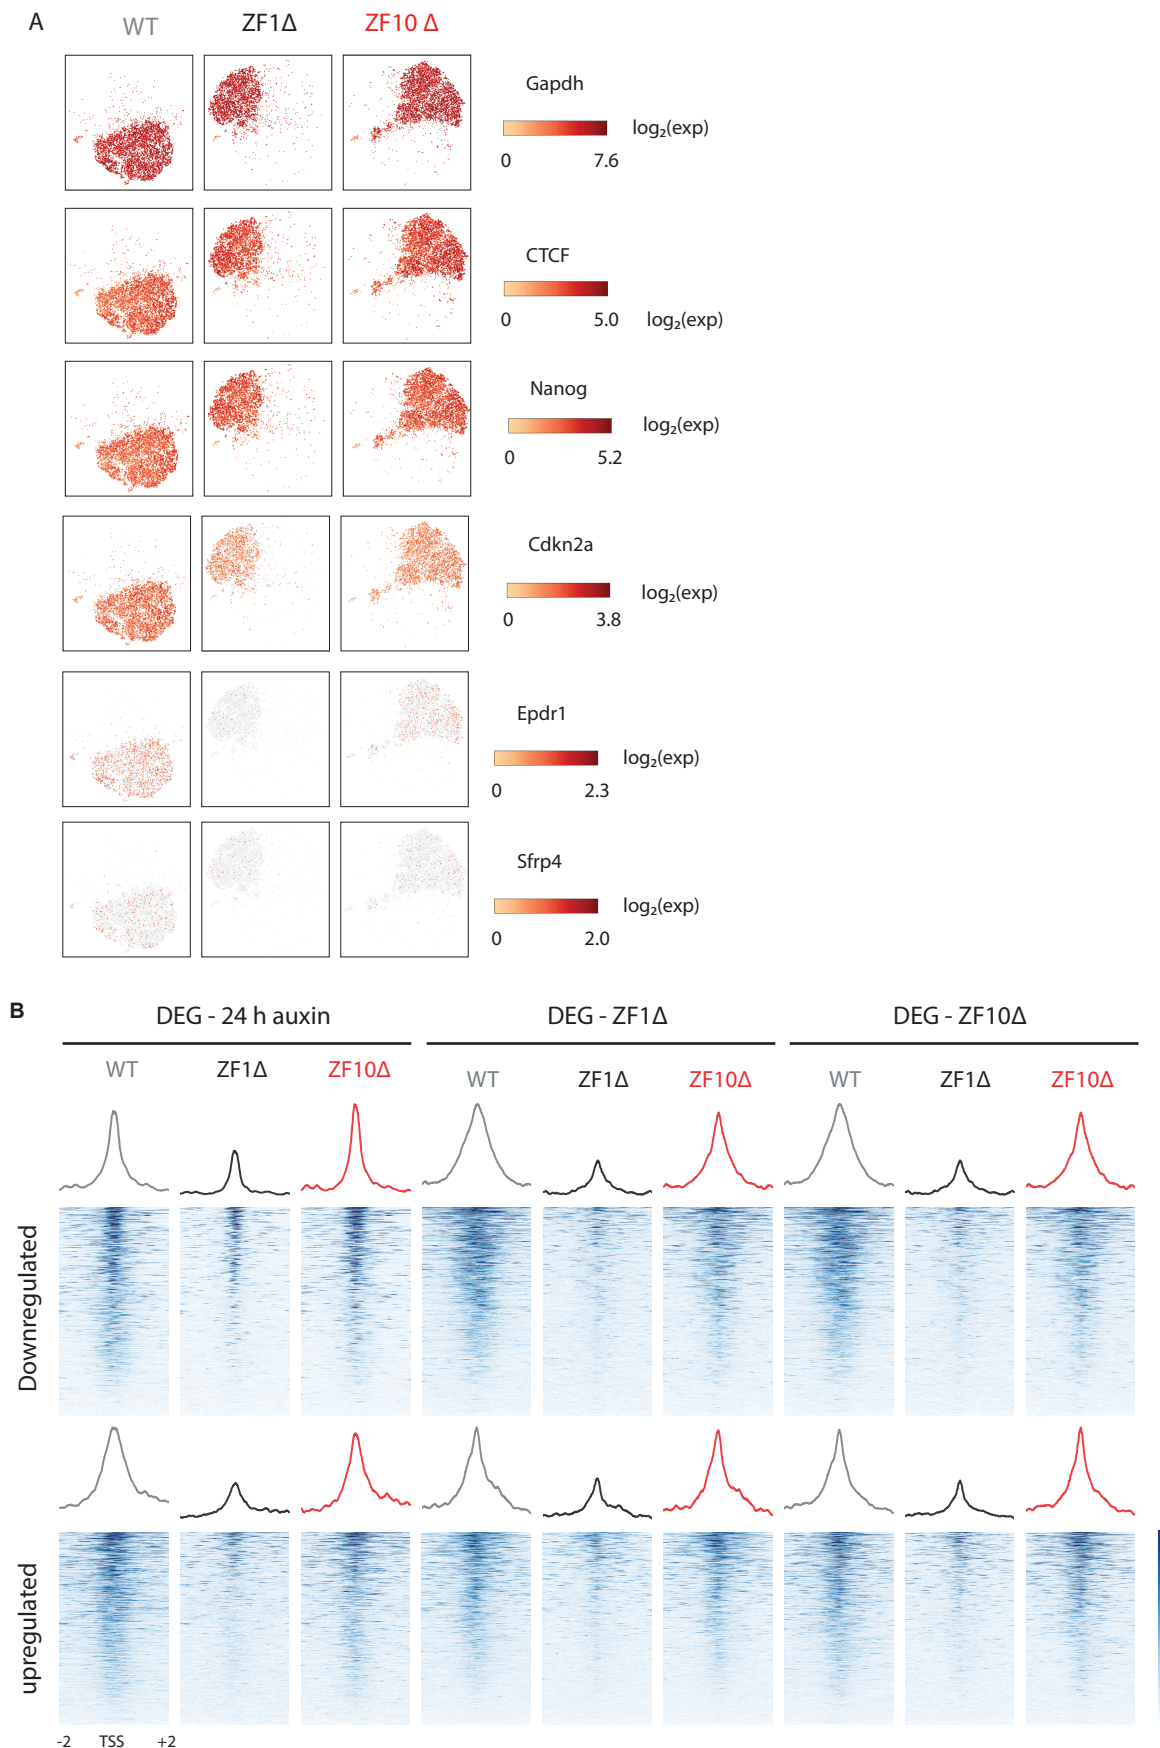 A
WT ZF1Δ ZF10 Δ
Gapdh
log₂(exp)
0 7.6
CTCF
0 5.0 log₂(exp)
Nanog
log₂(exp)
0 5.2
Cdkn2a
log₂(exp)
0 3.8
Epdr1
log₂(exp)
0 2.3
Sfrp4
log₂(exp)
0 2.0
B
DEG - 24 h auxin DEG - ZF1Δ DEG - ZF10Δ
WT ZF1Δ ZF10Δ WT ZF1Δ ZF10Δ WT ZF1Δ ZF10Δ
Downregulated
upregulated
-2 TSS +2